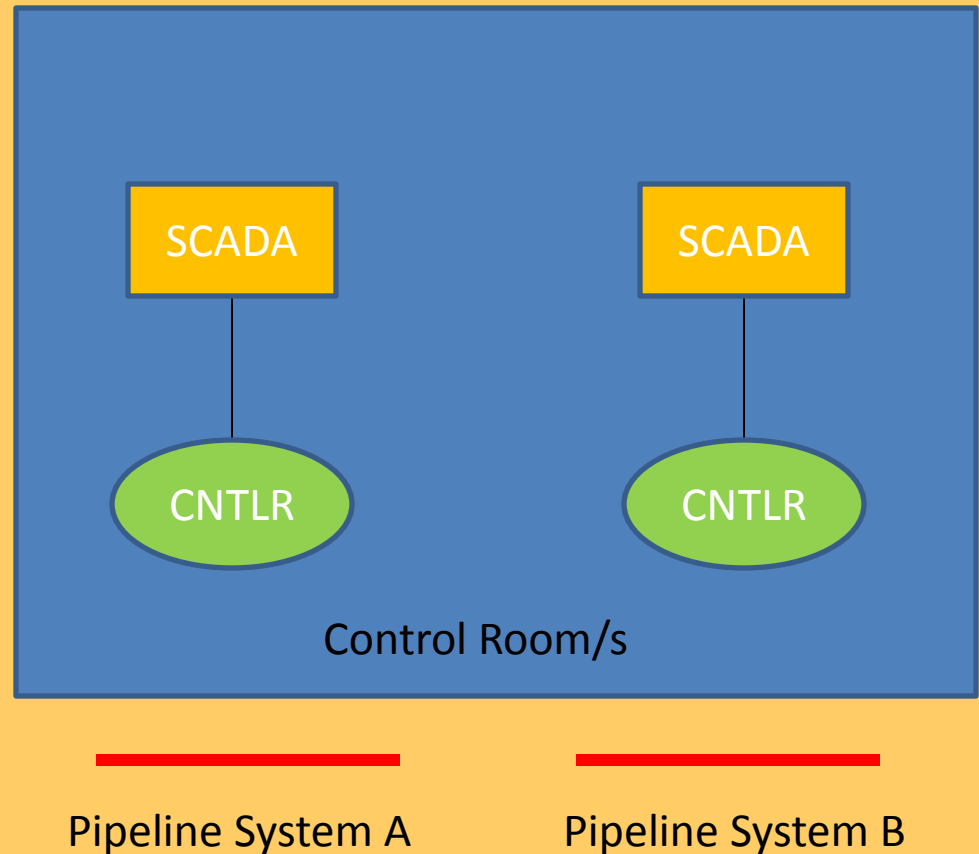 SCADA
SCADA
CNTLR
CNTLR
Control Room/s
Pipeline System A
Pipeline System B